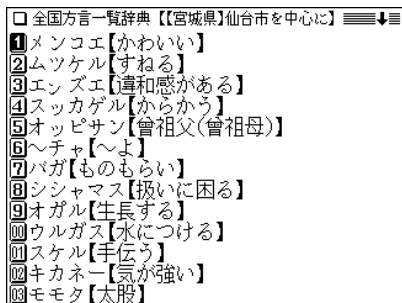 全国方言一覧辞典【【宮城県】仙台市を中心に】
1メンコエ【かわいい】
2ムツケル【すねる】
3エンズエ【違和感がある】
4スッカゲル【からかう】
5オッピサン【曾祖父(曾祖母)】
6〜チャ【〜よ】
7バガ【ものもらい】
8シシャマス【扱いに困る】
9オガル【生長する】
00ウルガス【水につける】
01スケル【手伝う】
02キカネー【気が強い】
03モモタ【太股】